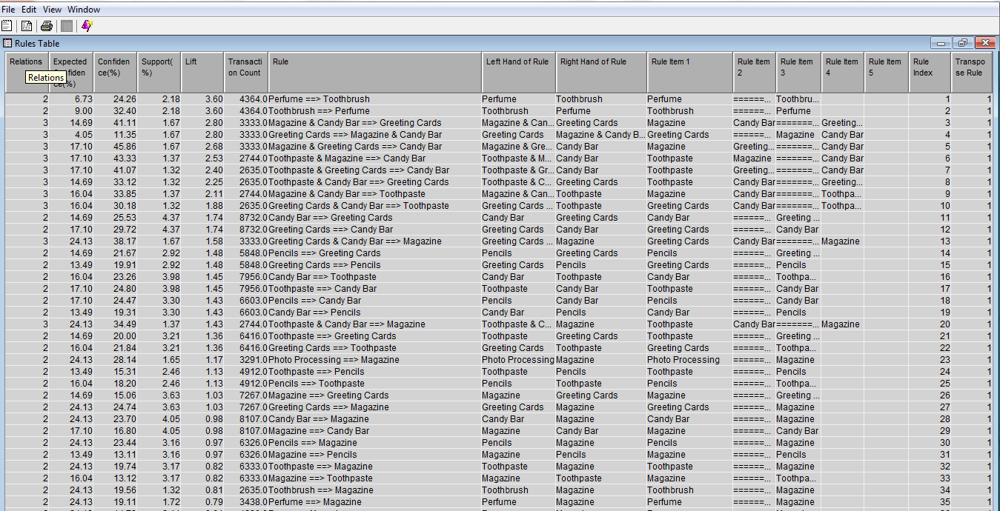 File Edit View Window
Rules Table
Relations Expected Confiden ce(%) Confiden ce(%) Support( %) Lift Transacti on Count Rule Left Hand of Rule Right Hand of Rule Rule Item 1 Rule Item 2 Rule Item 3 Rule Item 4 Rule Item 5 Rule Index Transpo se Rule
Relations
2 6.73 24.26 2.18 3.60 4364.0 Perfume ==> Toothbrush Perfume Toothbrush Perfume ======... Toothbru... 1 1
2 9.00 32.40 2.18 3.60 4364.0 Toothbrush ==> Perfume Toothbrush Perfume Toothbrush ======... Perfume 2 1
3 14.69 41.11 1.67 2.80 3333.0 Magazine & Candy Bar ==> Greeting Cards Magazine & Can... Greeting Cards Magazine Candy Bar =======... Greeting... 3 1
3 4.05 11.35 1.67 2.80 3333.0 Greeting Cards ==> Magazine & Candy Bar Greeting Cards Magazine & Candy B... Greeting Cards ======... Magazine Candy Bar 4 1
3 17.10 45.86 1.67 2.68 3333.0 Magazine & Greeting Cards ==> Candy Bar Magazine & Gre... Candy Bar Magazine Greeting... =======... Candy Bar 5 1
3 17.10 43.33 1.37 2.53 2744.0 Toothpaste & Magazine ==> Candy Bar Toothpaste & M... Candy Bar Toothpaste Magazine =======... Candy Bar 6 1
3 17.10 41.07 1.32 2.40 2635.0 Toothpaste & Greeting Cards ==> Candy Bar Toothpaste & Gr... Candy Bar Toothpaste Greeting... =======... Candy Bar 7 1
3 14.69 33.12 1.32 2.25 2635.0 Toothpaste & Candy Bar ==> Greeting Cards Toothpaste & C... Greeting Cards Toothpaste Candy Bar =======... Greeting... 8 1
3 16.04 33.85 1.37 2.11 2744.0 Magazine & Candy Bar ==> Toothpaste Magazine & Can... Toothpaste Magazine Candy Bar =======... Toothpa... 9 1
3 16.04 30.18 1.32 1.88 2635.0 Greeting Cards & Candy Bar ==> Toothpaste Greeting Cards ... Toothpaste Greeting Cards Candy Bar =======... Toothpa... 10 1
2 14.69 25.53 4.37 1.74 8732.0 Candy Bar ==> Greeting Cards Candy Bar Greeting Cards Candy Bar ======... Greeting ... 11 1
2 17.10 29.72 4.37 1.74 8732.0 Greeting Cards ==> Candy Bar Greeting Cards Candy Bar Greeting Cards ======... Candy Bar 12 1
3 24.13 38.17 1.67 1.58 3333.0 Greeting Cards & Candy Bar ==> Magazine Greeting Cards ... Magazine Greeting Cards Candy Bar =======... Magazine 13 1
2 14.69 21.67 2.92 1.48 5848.0 Pencils ==> Greeting Cards Pencils Greeting Cards Pencils ======... Greeting ... 14 1
2 13.49 19.91 2.92 1.48 5848.0 Greeting Cards ==> Pencils Greeting Cards Pencils Greeting Cards ======... Pencils 15 1
2 16.04 23.26 3.98 1.45 7956.0 Candy Bar ==> Toothpaste Candy Bar Toothpaste Candy Bar ======... Toothpa... 16 1
2 17.10 24.80 3.98 1.45 7956.0 Toothpaste ==> Candy Bar Toothpaste Candy Bar Toothpaste ======... Candy Bar 17 1
2 17.10 24.47 3.30 1.43 6603.0 Pencils ==> Candy Bar Pencils Candy Bar Pencils ======... Candy Bar 18 1
2 13.49 19.31 3.30 1.43 6603.0 Candy Bar ==> Pencils Candy Bar Pencils Candy Bar ======... Pencils 19 1
3 24.13 34.49 1.37 1.43 2744.0 Toothpaste & Candy Bar ==> Magazine Toothpaste & C... Magazine Toothpaste Candy Bar =======... Magazine 20 1
2 14.69 20.00 3.21 1.36 6416.0 Toothpaste ==> Greeting Cards Toothpaste Greeting Cards Toothpaste ======... Greeting ... 21 1
2 16.04 21.84 3.21 1.36 6416.0 Greeting Cards ==> Toothpaste Greeting Cards Toothpaste Greeting Cards ======... Toothpa... 22 1
2 24.13 28.14 1.65 1.17 3291.0 Photo Processing ==> Magazine Photo Processing Magazine Photo Processing ======... Magazine 23 1
2 13.49 15.31 2.46 1.13 4912.0 Toothpaste ==> Pencils Toothpaste Pencils Toothpaste ======... Pencils 24 1
2 16.04 18.20 2.46 1.13 4912.0 Pencils ==> Toothpaste Pencils Toothpaste Pencils ======... Toothpa... 25 1
2 14.69 15.06 3.63 1.03 7267.0 Magazine ==> Greeting Cards Magazine Greeting Cards Magazine ======... Greeting ... 26 1
2 24.13 24.74 3.63 1.03 7267.0 Greeting Cards ==> Magazine Greeting Cards Magazine Greeting Cards ======... Magazine 27 1
2 24.13 23.70 4.05 0.98 8107.0 Candy Bar ==> Magazine Candy Bar Magazine Candy Bar ======... Magazine 28 1
2 17.10 16.80 4.05 0.98 8107.0 Magazine ==> Candy Bar Magazine Candy Bar Magazine ======... Candy Bar 29 1
2 24.13 23.44 3.16 0.97 6326.0 Pencils ==> Magazine Pencils Magazine Pencils ======... Magazine 30 1
2 13.49 13.11 3.16 0.97 6326.0 Magazine ==> Pencils Magazine Pencils Magazine ======... Pencils 31 1
2 24.13 19.74 3.17 0.82 6333.0 Toothpaste ==> Magazine Toothpaste Magazine Toothpaste ======... Magazine 32 1
2 16.04 13.12 3.17 0.82 6333.0 Magazine ==> Toothpaste Magazine Toothpaste Magazine ======... Toothpa... 33 1
2 24.13 19.56 1.32 0.81 2635.0 Toothbrush ==> Magazine Toothbrush Magazine Toothbrush ======... Magazine 34 1
2 24.13 19.11 1.72 0.79 3438.0 Perfume ==> Magazine Perfume Magazine Perfume ======... Magazine 35 1